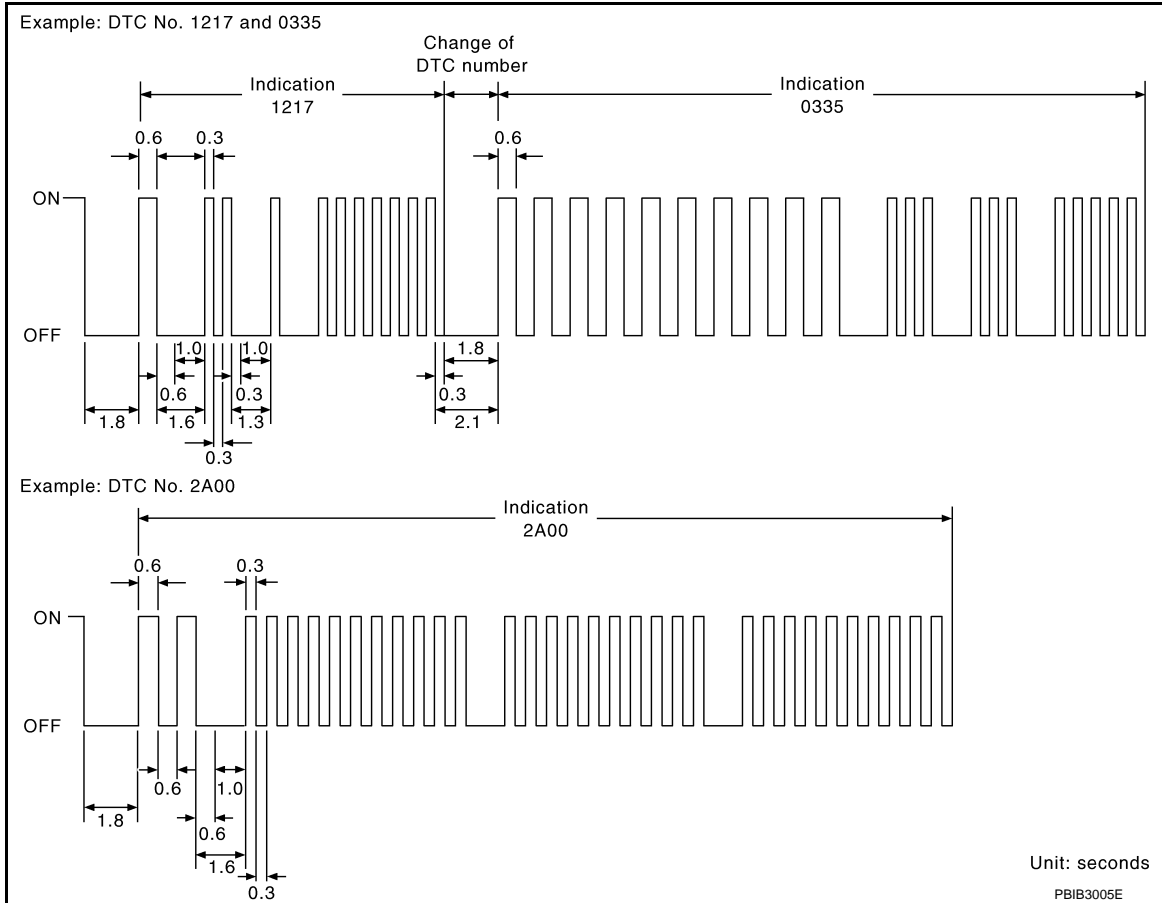 Example: DTC No. 1217 and 0335
Change of
DTC number
Indication
1217
Indication
0335
0.6
0.3
0.6
ON
OFF
1.0
1.0
1.8
0.6
0.3
0.3
1.8
1.6
1.3
2.1
0.3
Example: DTC No. 2A00
Indication
2A00
0.6
0.3
ON
OFF
0.6
1.0
1.8
0.6
1.6
0.3
Unit: seconds
PBIB3005E